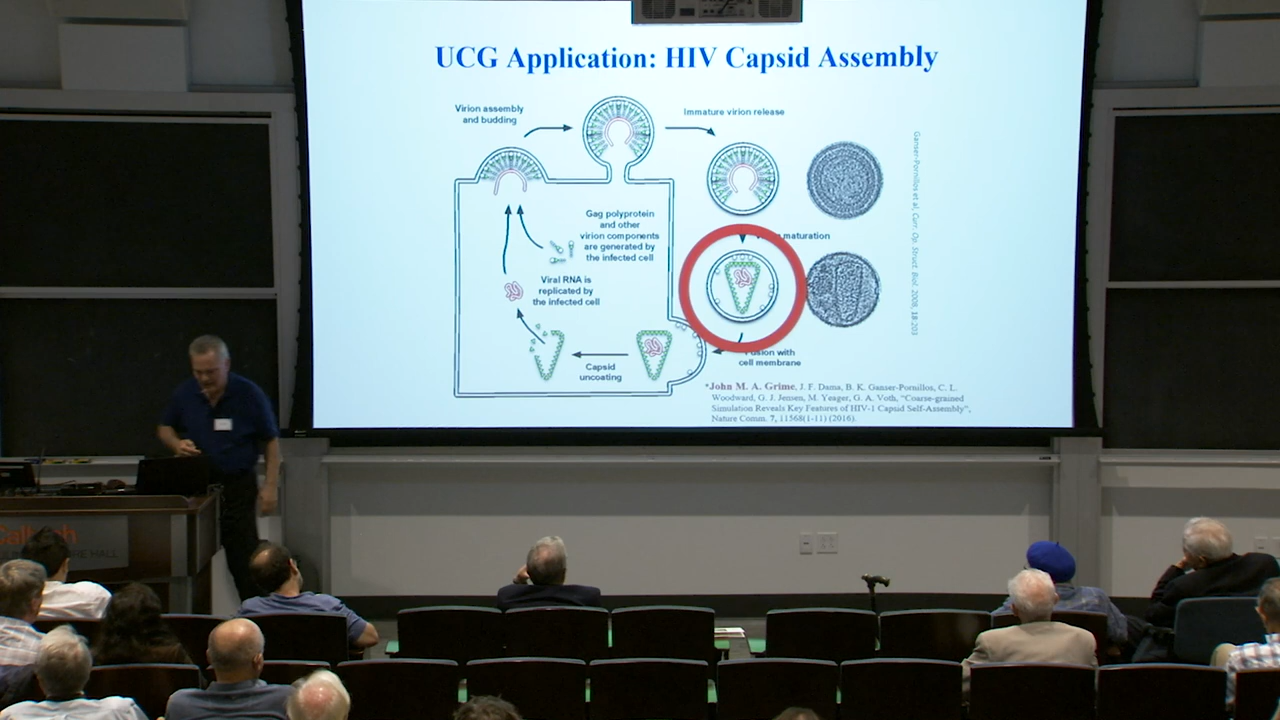 UCG Application: HIV Capsid Assembly
Virion assembly
and budding
Immature virion release
Gag polyprotein
and other
virion components
are generated by
the infected cell
maturation
Viral RNA is
replicated by
the infected cell
Capsid
uncoating
Fusion with
cell membrane
Ganser-Pornillos et al, Curr. Op. Struct. Biol. 2008, 18:203
*John M. A. Grime, J. F. Dama, B. K. Ganser-Pornillos, C. L.
Woodward, G. J. Jensen, M. Yeager, G. A. Voth, “Coarse-grained
Simulation Reveals Key Features of HIV-1 Capsid Self-Assembly”,
Nature Comm. 7, 11568(1-11) (2016).
Caltech
HALL